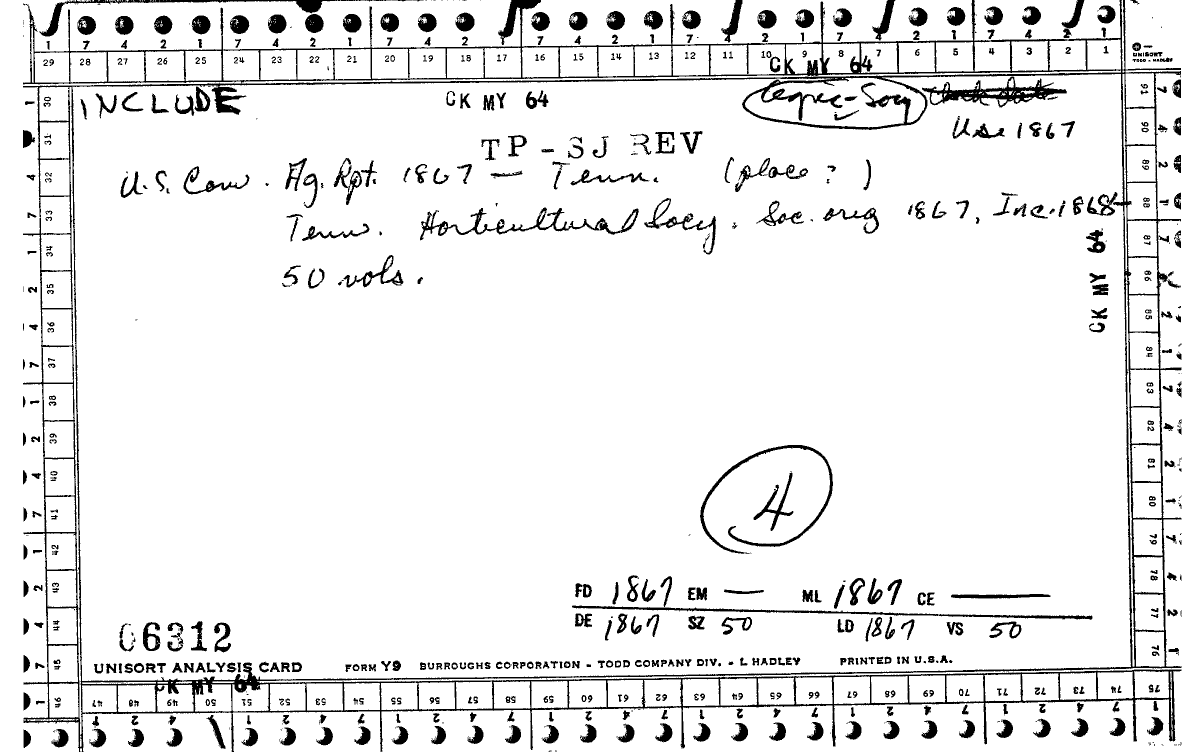 1 7 4 2 1 7 4 2 1 7 4 2 1 7 4 2 1 7 4 2 1 7 4 2 1 7 4 2 1
29 28 27 26 25 24 23 22 21 20 19 18 17 16 15 14 13 12 11 10 9 8 7 6 5 4 3 2 1
UNISORT
TODD - HADLEY
CK MY 64
INCLUDE
CK MY 64
Use 1867
TP - SJ REV
U.S. Com. Ag. Rpt. 1867 — Tenn. (place?)
Tenn. Horticultural Socy. Soc. orig 1867, Inc. 1868
50 vols.
CK MY 64
4
FD 1867 EM — ML 1867 CE —
DE 1867 SZ 50 LD 1867 VS 50
06312
UNISORT ANALYSIS CARD FORM Y9 BURROUGHS CORPORATION - TODD COMPANY DIV. - L HADLEY PRINTED IN U.S.A.
CK MY 64
30 31 32 33 34 35 36 37 38 39 40 41 42 43 44 45 46
47 48 49 50 51 52 53 54 55 56 57 58 59 60 61 62 63 64 65 66 67 68 69 70 71 72 73 74 75
91 90 89 88 87 86 85 84 83 82 81 80 79 78 77 76